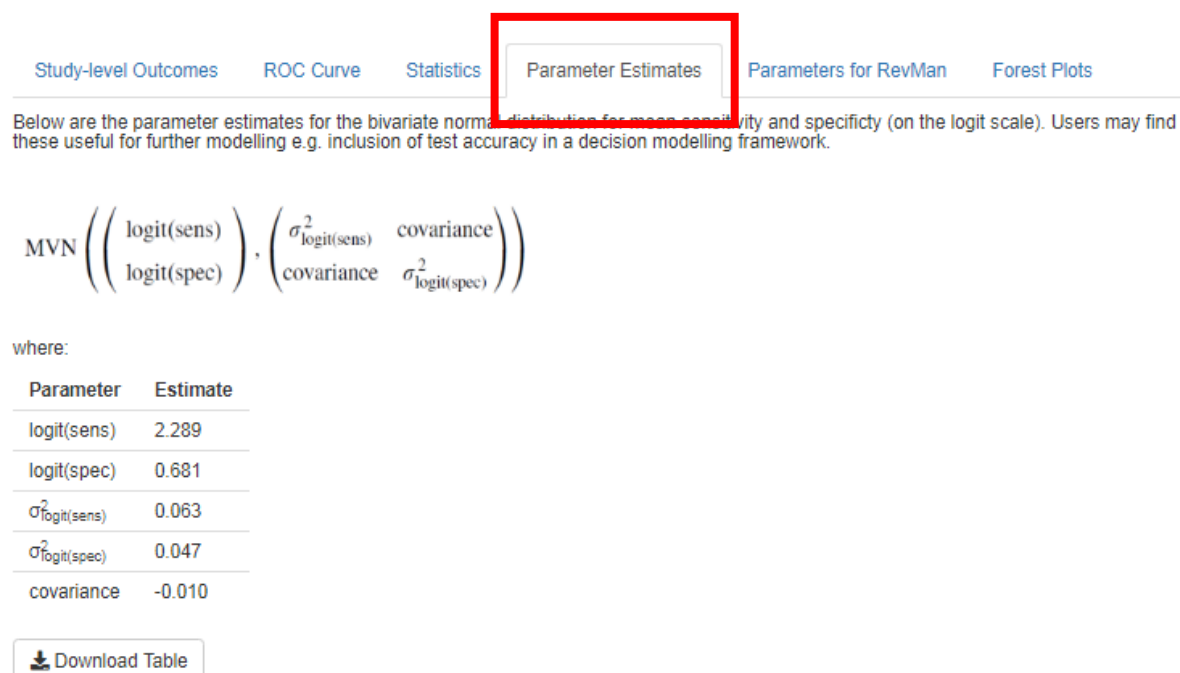 Study-level Outcomes ROC Curve Statistics Parameter Estimates Parameters for RevMan Forest Plots
Below are the parameter estimates for the bivariate normal distribution for mean sensitivity and specificty (on the logit scale). Users may find
these useful for further modelling e.g. inclusion of test accuracy in a decision modelling framework.
MVN ( ( logit(sens) logit(spec) ) , ( σ²logit(sens) covariance covariance σ²logit(spec) ) )
where:
Parameter Estimate
logit(sens) 2.289
logit(spec) 0.681
σ²logit(sens) 0.063
σ²logit(spec) 0.047
covariance -0.010
Download Table